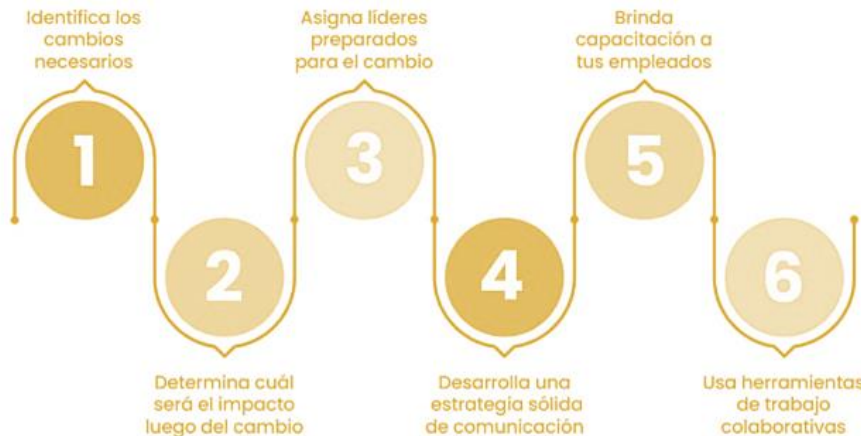 Identifica los
cambios
necesarios
1
2
Determina cuál
será el impacto
luego del cambio
Asigna líderes
preparados
para el cambio
3
4
Desarrolla una
estrategia sólida
de comunicación
Brinda
capacitación a
tus empleados
5
6
Usa herramientas
de trabajo
colaborativas